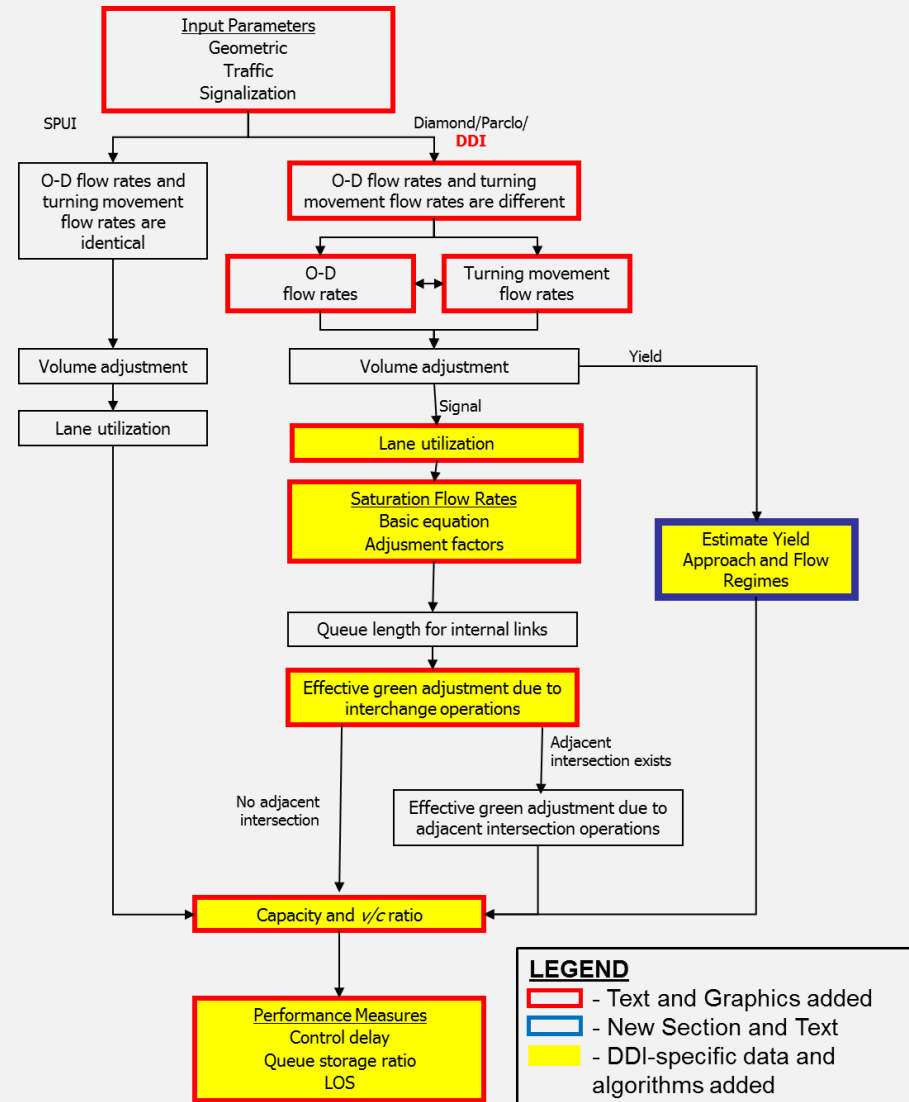 Input Parameters
Geometric
Traffic
Signalization
SPUI
Diamond/Parclo/
DDI
O-D flow rates and
turning movement
flow rates are
identical
O-D flow rates and turning
movement flow rates are different
O-D
flow rates
Turning movement
flow rates
Volume adjustment
Volume adjustment
Yield
Signal
Lane utilization
Lane utilization
Saturation Flow Rates
Basic equation
Adjusment factors
Estimate Yield
Approach and Flow
Regimes
Queue length for internal links
Effective green adjustment due to
interchange operations
Adjacent
intersection exists
No adjacent
intersection
Effective green adjustment due to
adjacent intersection operations
Capacity and v/c ratio
Performance Measures
Control delay
Queue storage ratio
LOS
LEGEND
- Text and Graphics added
- New Section and Text
- DDI-specific data and
algorithms added